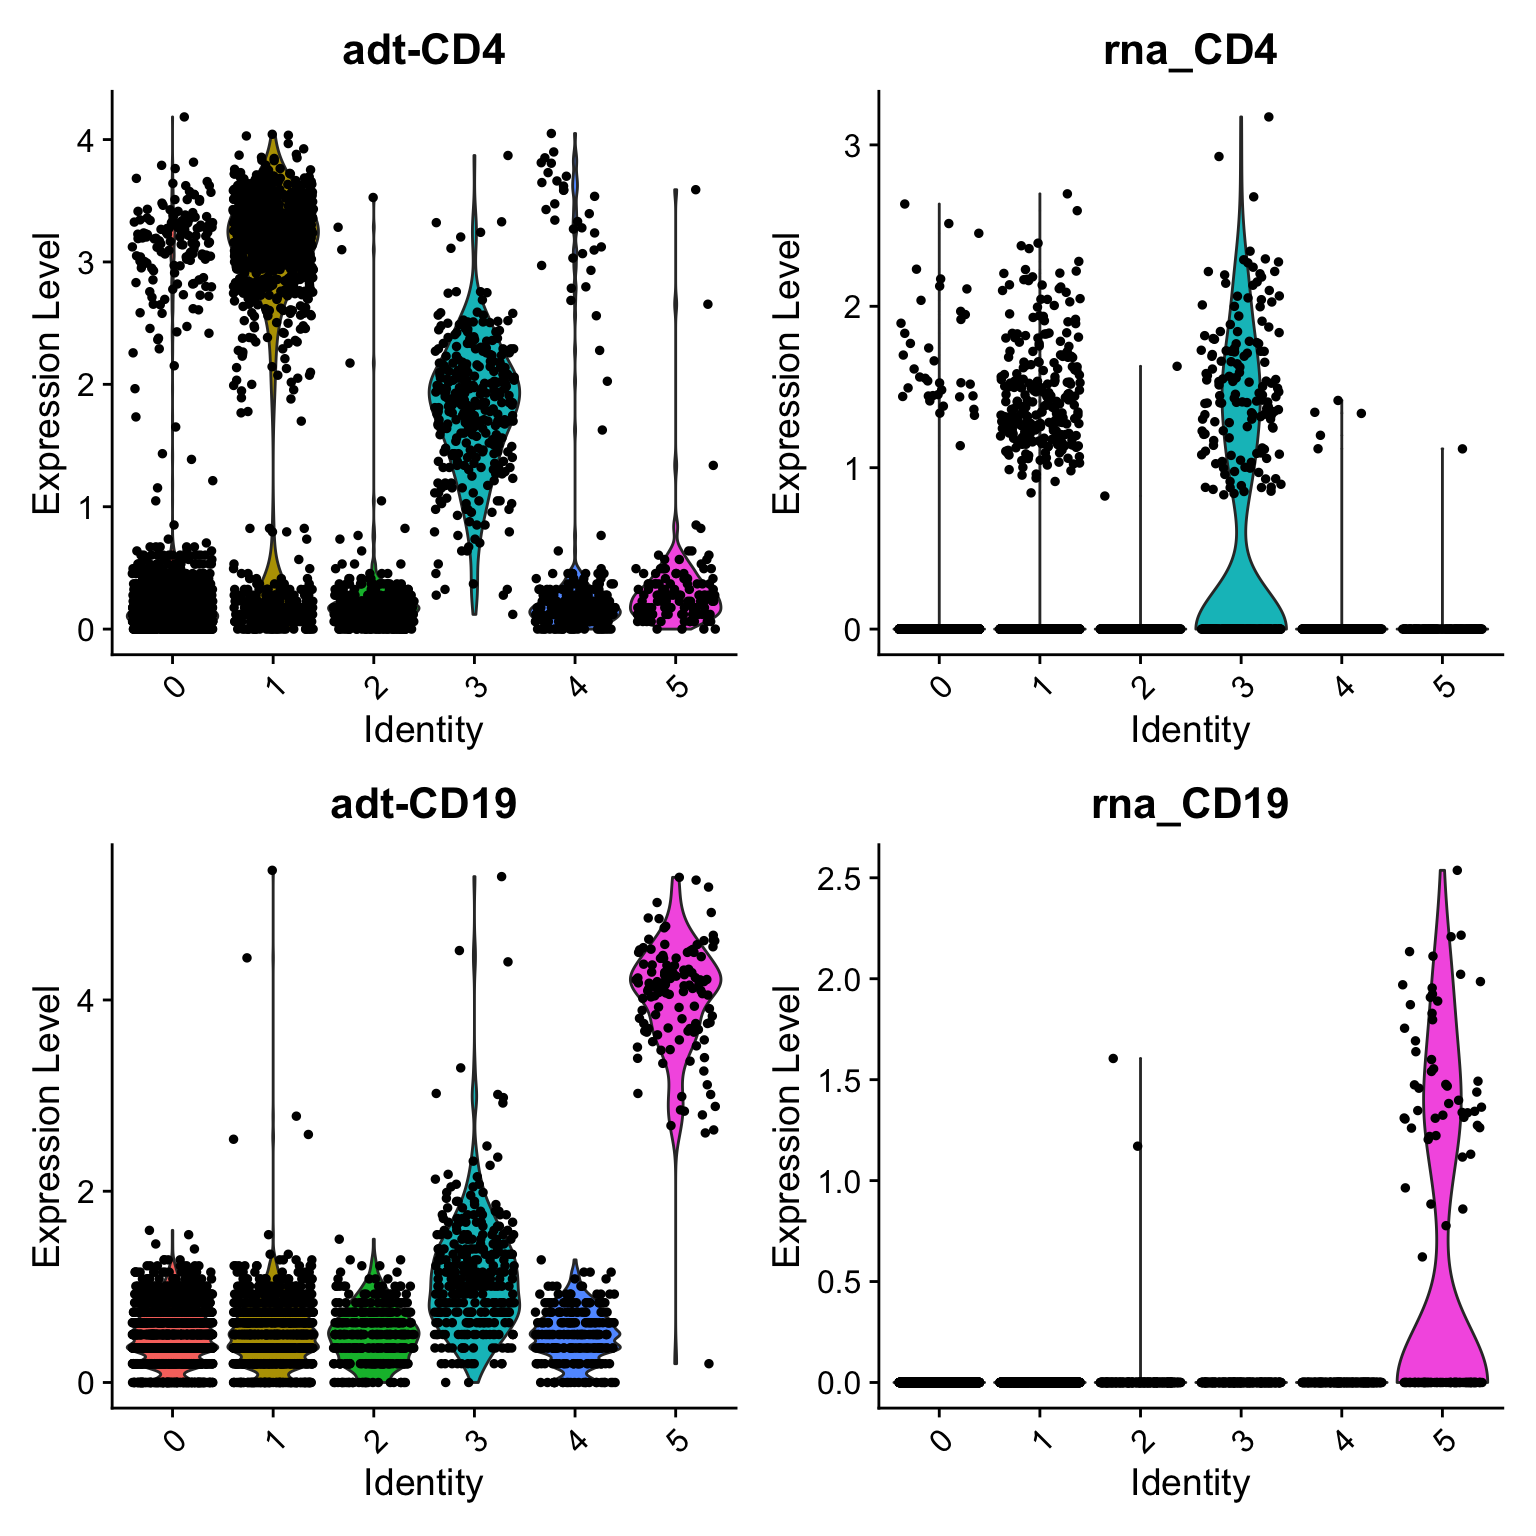 adt-CD4
Expression Level
4
3
2
1
0
0 1 2 3 4 5
Identity
rna_CD4
Expression Level
3
2
1
0
0 1 2 3 4 5
Identity
adt-CD19
Expression Level
4
2
0
0 1 2 3 4 5
Identity
rna_CD19
Expression Level
2.5
2.0
1.5
1.0
0.5
0.0
0 1 2 3 4 5
Identity